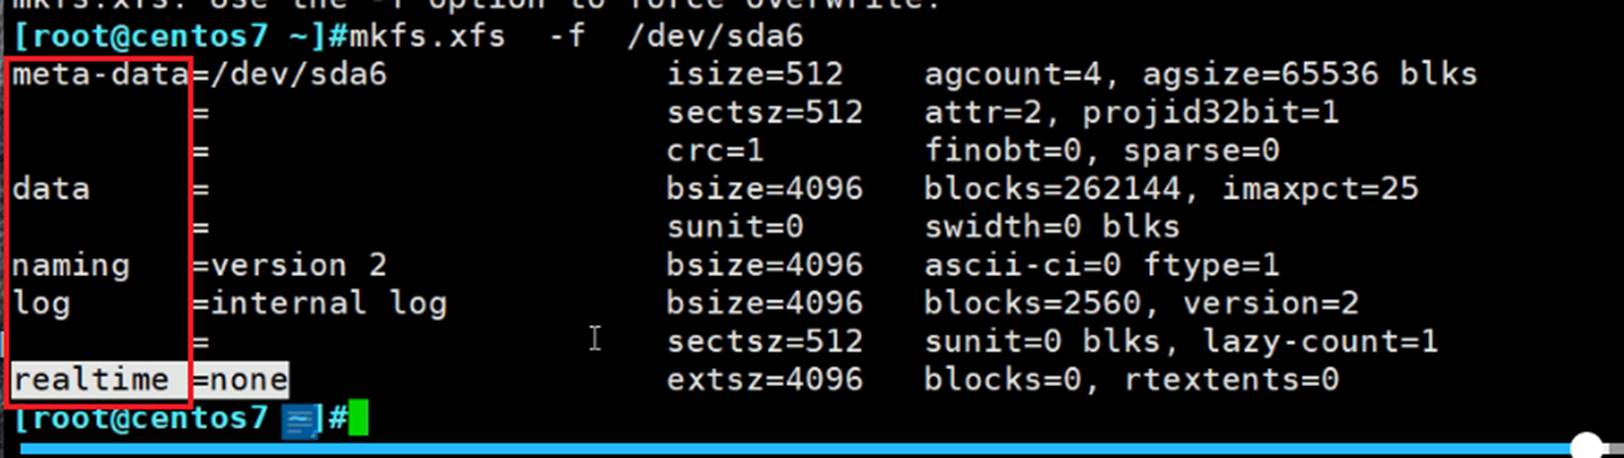 mkfs.xfs: Use the -f option to force overwrite.
[root@centos7 ~]#mkfs.xfs  -f  /dev/sda6
meta-data=/dev/sda6              isize=512    agcount=4, agsize=65536 blks
         =                       sectsz=512   attr=2, projid32bit=1
         =                       crc=1        finobt=0, sparse=0
data     =                       bsize=4096   blocks=262144, imaxpct=25
         =                       sunit=0      swidth=0 blks
naming   =version 2              bsize=4096   ascii-ci=0 ftype=1
log      =internal log           bsize=4096   blocks=2560, version=2
         =                       sectsz=512   sunit=0 blks, lazy-count=1
realtime =none                   extsz=4096   blocks=0, rtextents=0
[root@centos7 ~]#